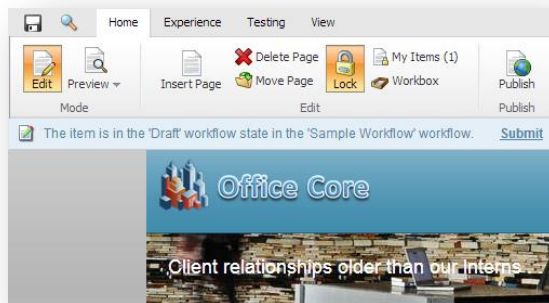 Home Experience Testing View
Edit Preview Insert Page Delete Page Move Page Lock My Items (1) Workbox Publish
Mode Edit Publish
The item is in the 'Draft' workflow state in the 'Sample Workflow' workflow. Submit
Office Core
Client relationships older than our Interns...